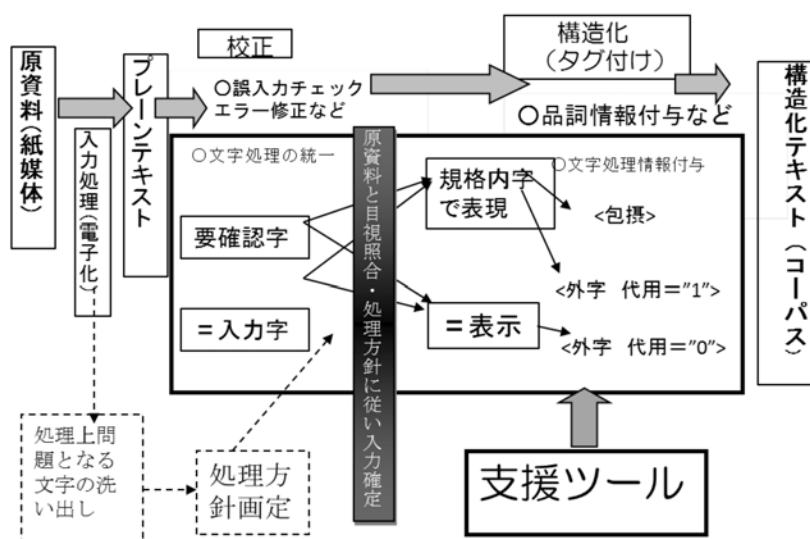 原資料(紙媒体)
入力処理(電子化)
プレーンテキスト
校正
○誤入力チェック
エラー修正など
構造化
(タグ付け)
○品詞情報付与など
構造化テキスト(コーパス)
○文字処理の統一
要確認字
=入力字
原資料と目視照合・処理方針に従い入力確定
○文字処理情報付与
規格内字
で表現
=表示
<包摂>
<外字 代用="1">
<外字 代用="0">
処理上問
題となる
文字の洗
い出し
処理方
針画定
支援ツール